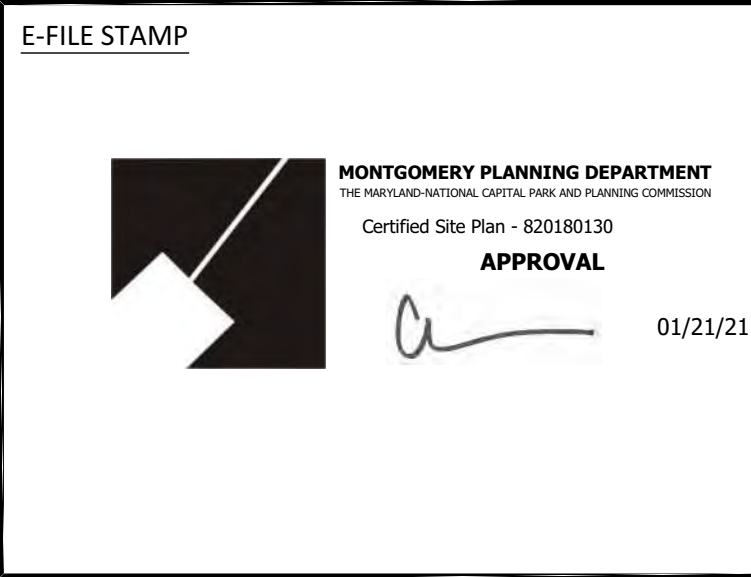 E-FILE STAMP
MONTGOMERY PLANNING DEPARTMENT
THE MARYLAND-NATIONAL CAPITAL PARK AND PLANNING COMMISSION
Certified Site Plan - 820180130
APPROVAL
01/21/21